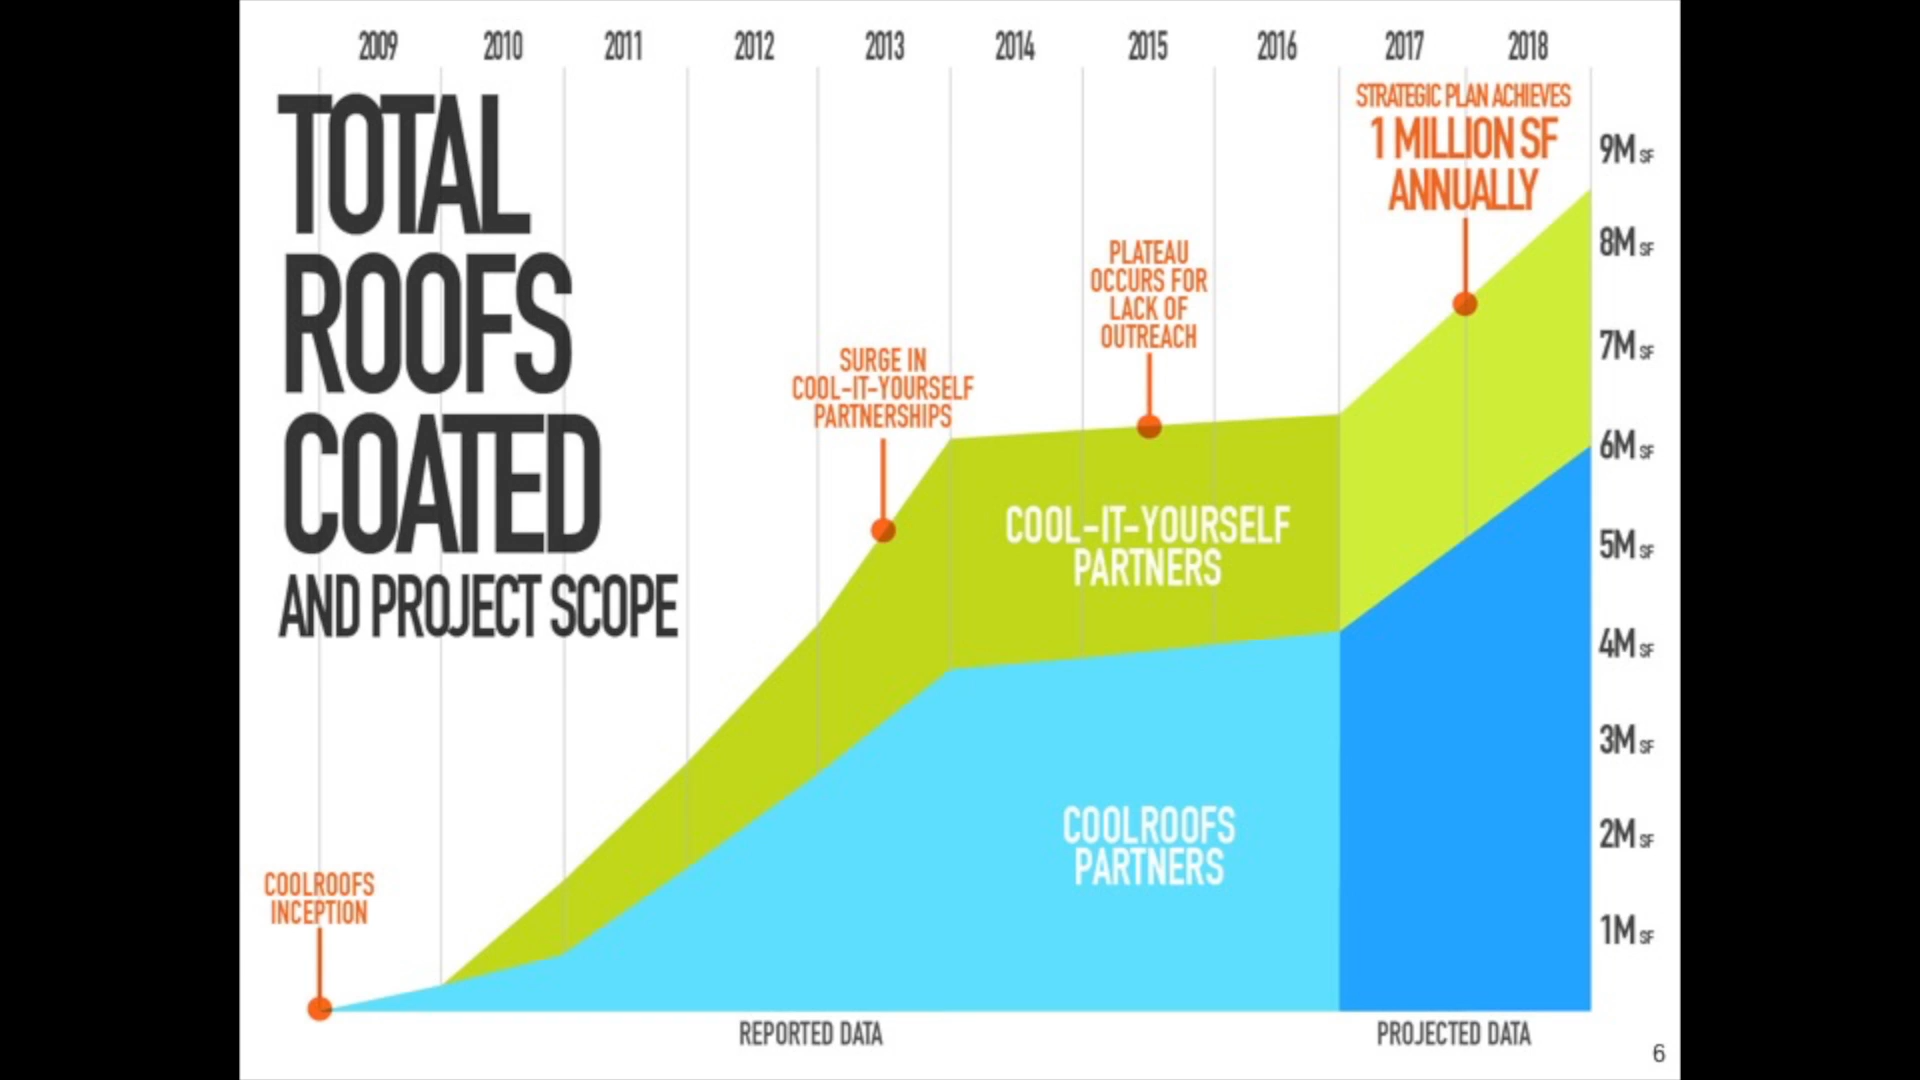 2009 2010 2011 2012 2013 2014 2015 2016 2017 2018
TOTAL
ROOFS
COATED
AND PROJECT SCOPE
STRATEGIC PLAN ACHIEVES
1 MILLION SF
ANNUALLY
PLATEAU
OCCURS FOR
LACK OF
OUTREACH
SURGE IN
COOL-IT-YOURSELF
PARTNERSHIPS
COOL-IT-YOURSELF
PARTNERS
COOLROOFS
PARTNERS
COOLROOFS
INCEPTION
9M SF
8M SF
7M SF
6M SF
5M SF
4M SF
3M SF
2M SF
1M SF
REPORTED DATA
PROJECTED DATA
6